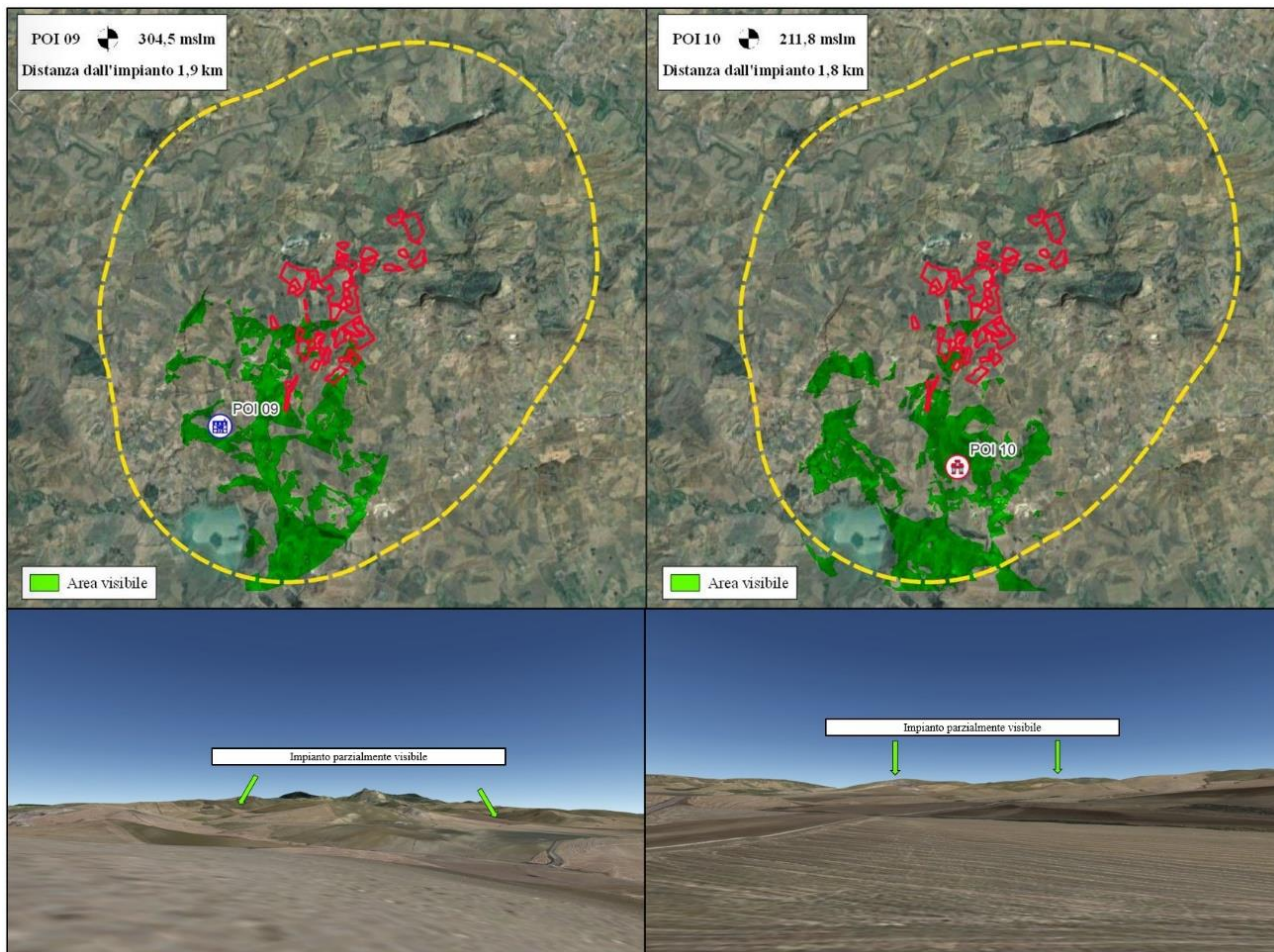 POI 09 304,5 mslm
Distanza dall'impianto 1,9 km
POI 09
Area visibile
POI 10 211,8 mslm
Distanza dall'impianto 1,8 km
POI 10
Area visibile
Impianto parzialmente visibile
Impianto parzialmente visibile